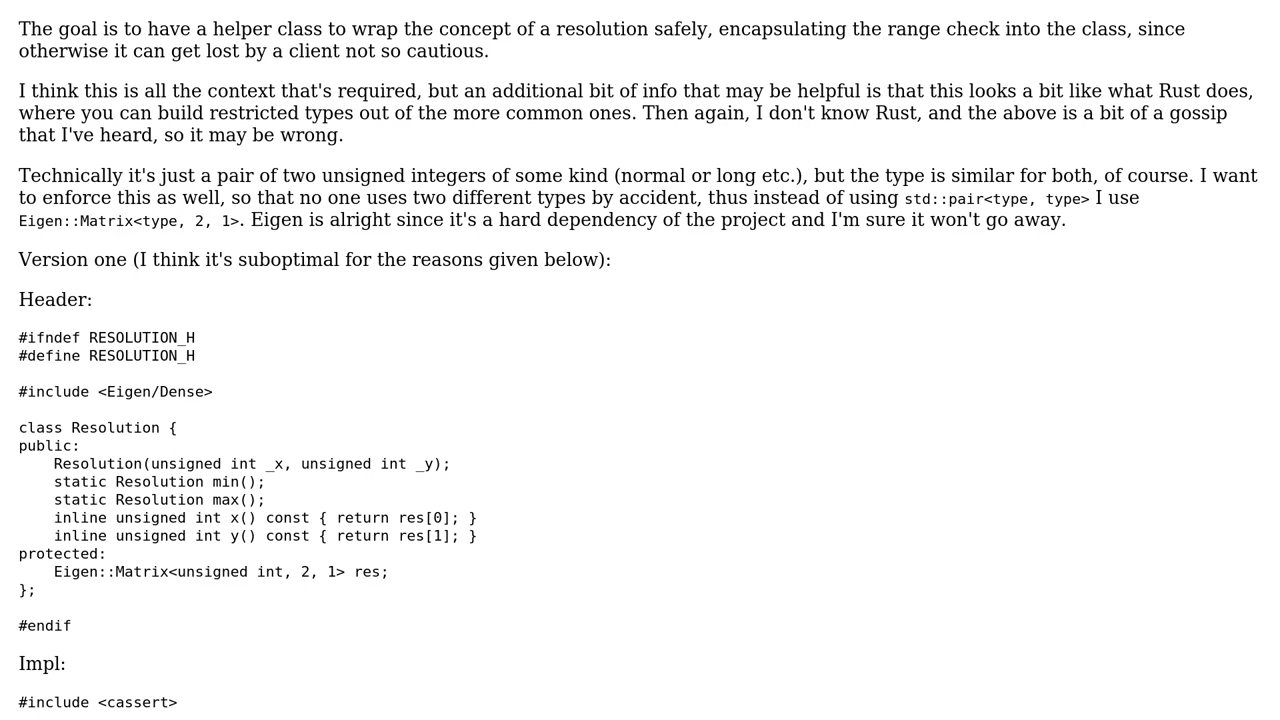 The goal is to have a helper class to wrap the concept of a resolution safely, encapsulating the range check into the class, since
otherwise it can get lost by a client not so cautious.
I think this is all the context that's required, but an additional bit of info that may be helpful is that this looks a bit like what Rust does,
where you can build restricted types out of the more common ones. Then again, I don't know Rust, and the above is a bit of a gossip
that I've heard, so it may be wrong.
Technically it's just a pair of two unsigned integers of some kind (normal or long etc.), but the type is similar for both, of course. I want
to enforce this as well, so that no one uses two different types by accident, thus instead of using std::pair<type, type> I use
Eigen::Matrix<type, 2, 1>. Eigen is alright since it's a hard dependency of the project and I'm sure it won't go away.
Version one (I think it's suboptimal for the reasons given below):
Header:
#ifndef RESOLUTION_H
#define RESOLUTION_H
#include <Eigen/Dense>
class Resolution {
public:
    Resolution(unsigned int _x, unsigned int _y);
    static Resolution min();
    static Resolution max();
    inline unsigned int x() const { return res[0]; }
    inline unsigned int y() const { return res[1]; }
protected:
    Eigen::Matrix<unsigned int, 2, 1> res;
};
#endif
Impl:
#include <cassert>